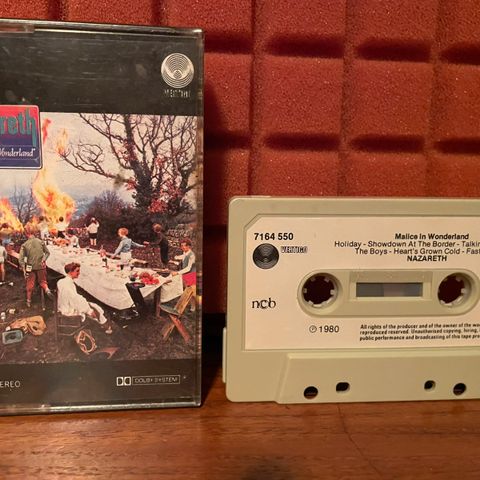 VERTIGO
reth
Wonderland"
EREO
DOLBY SYSTEM
7164 550
Malice In Wonderland
Holiday - Showdown At The Border - Talkin
VERTIGO
The Boys - Heart's Grown Cold - Fast
NAZARETH
ncb
℗ 1980
All rights of the producer and of the owner of the wo
reproduced reserved. Unauthorised copying, hiring,
public performance and broadcasting of this tape pr